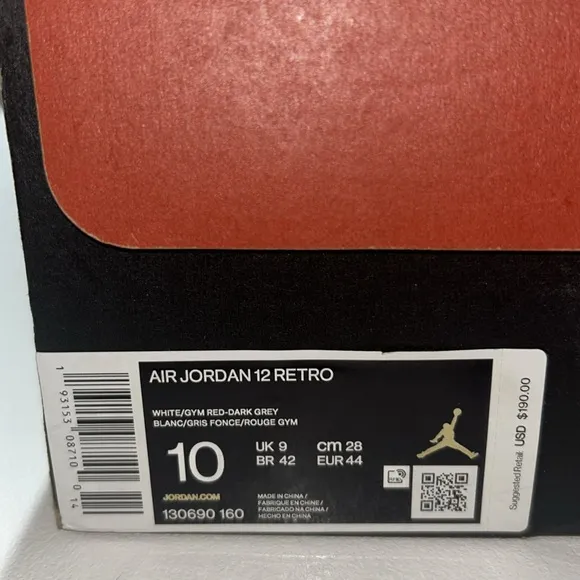 AIR JORDAN 12 RETRO
WHITE/GYM RED-DARK GREY
BLANC/GRIS FONCE/ROUGE GYM
10
UK 9 cm 28
BR 42 EUR 44
JORDAN.COM
130690 160
MADE IN CHINA /
FABRIQUE EN CHINE /
FABRICADO NA CHINA /
HECHO EN CHINA
Suggested Retail USD $190.00
1 93153 08710 0 14